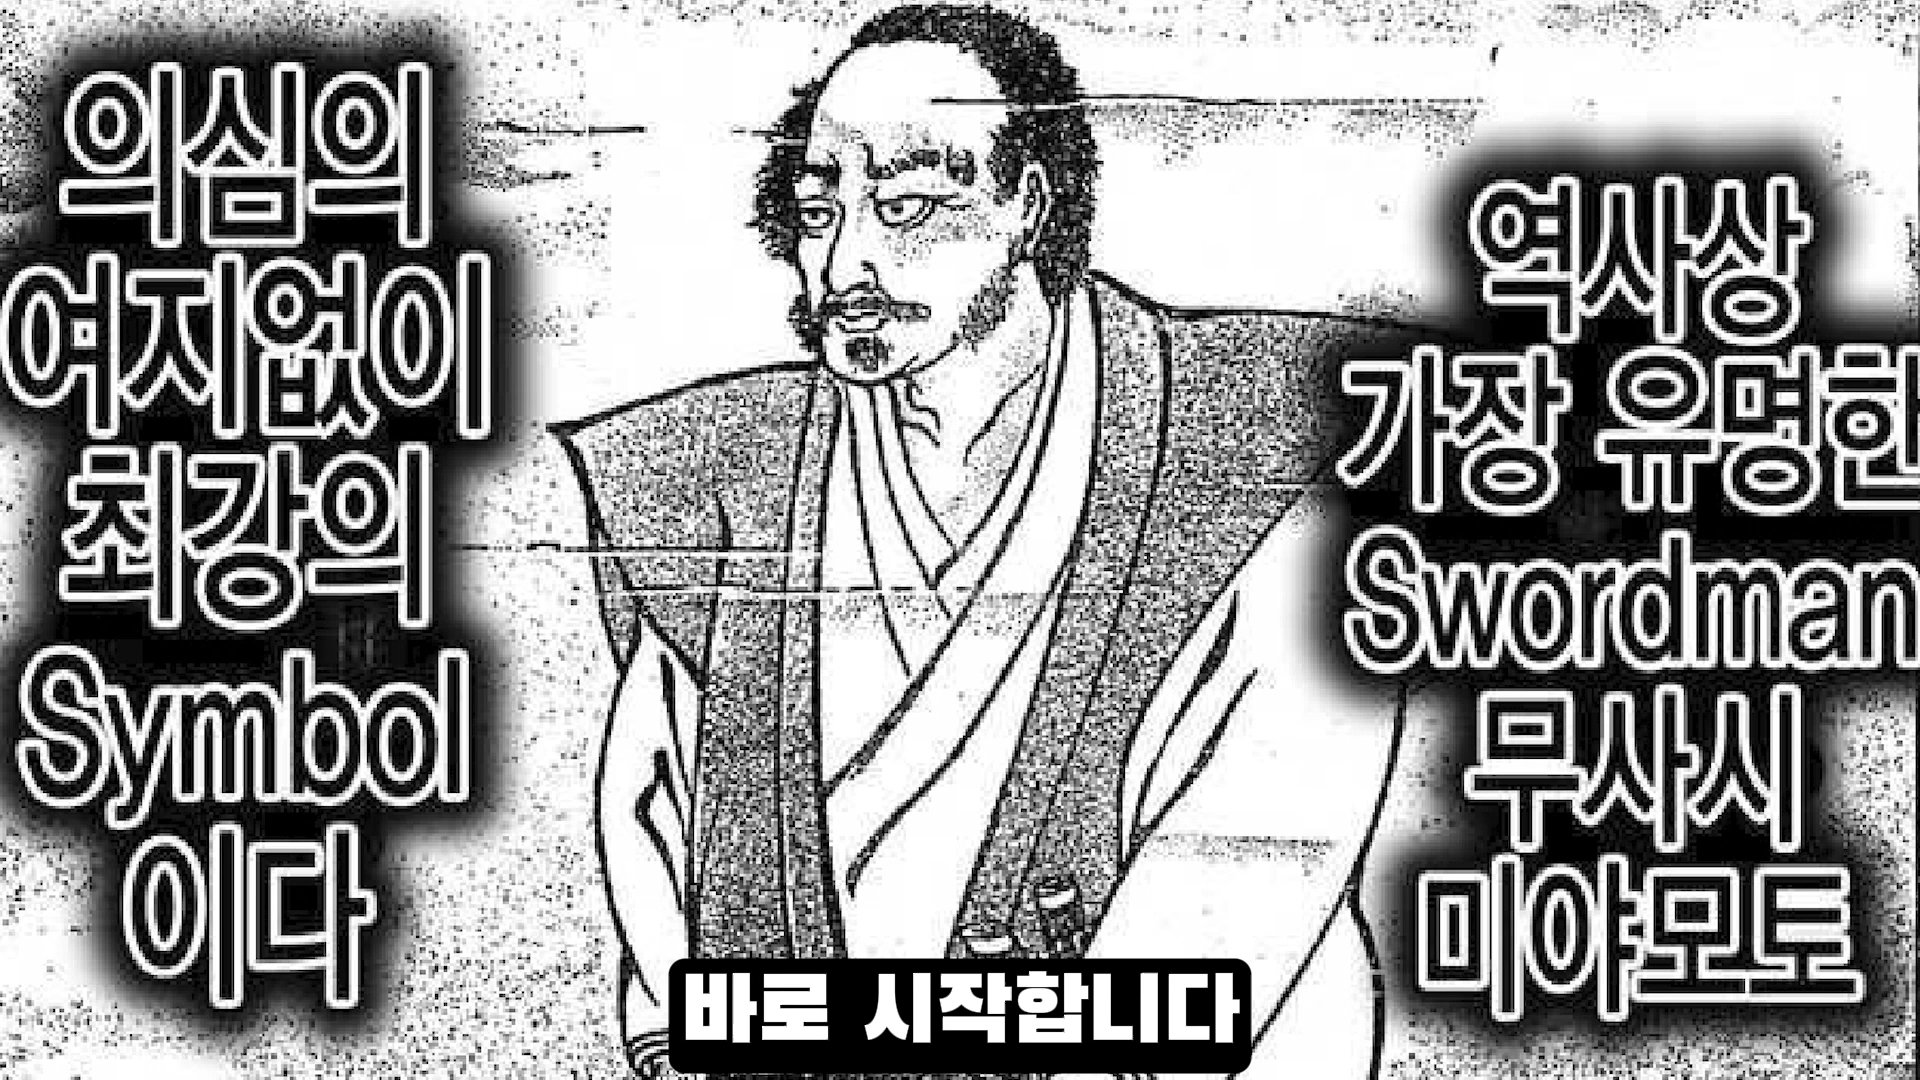 의심의
여지없이
최강의
Symbol
이다
역사상
가장 유명한
Swordman
무사시
미야모토
바로 시작합니다